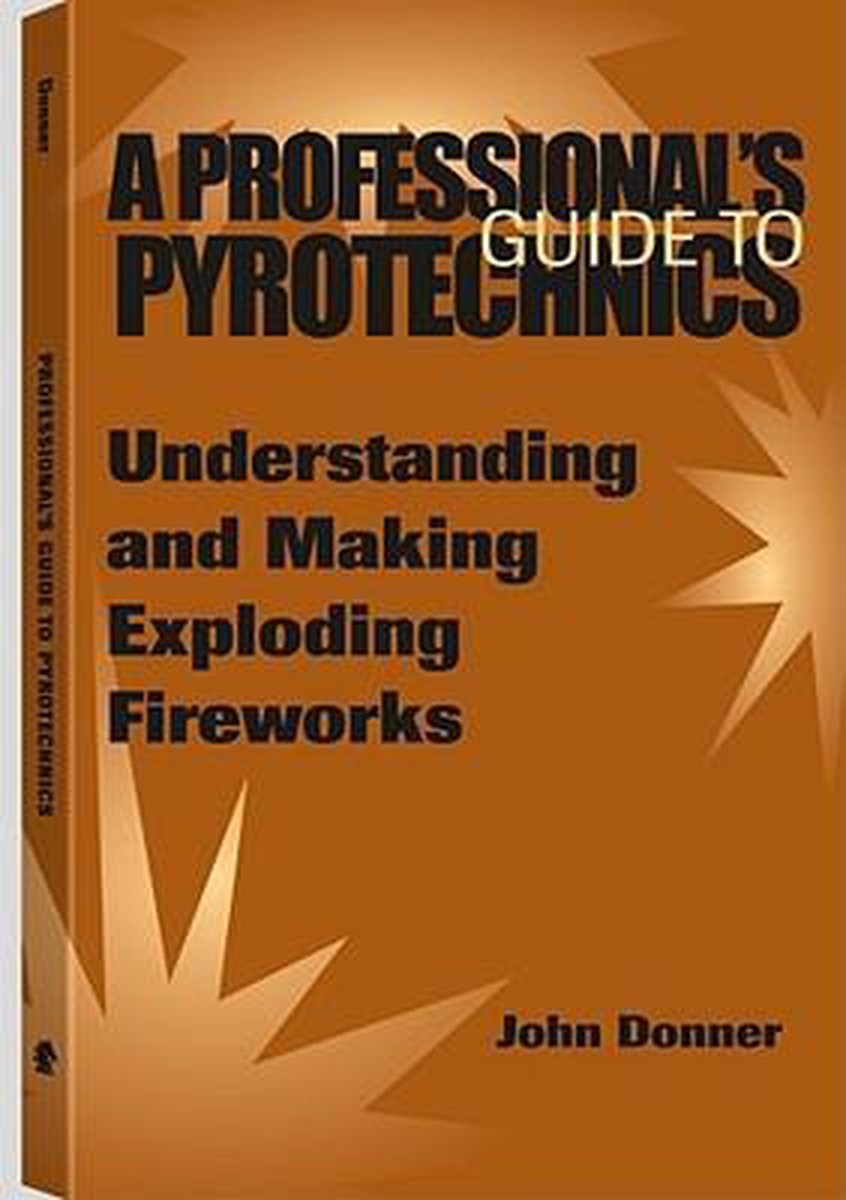 Donner
PROFESSIONAL'S GUIDE TO PYROTECHNICS
A PROFESSIONAL'S
GUIDE TO
PYROTECHNICS
Understanding
and Making
Exploding
Fireworks
John Donner